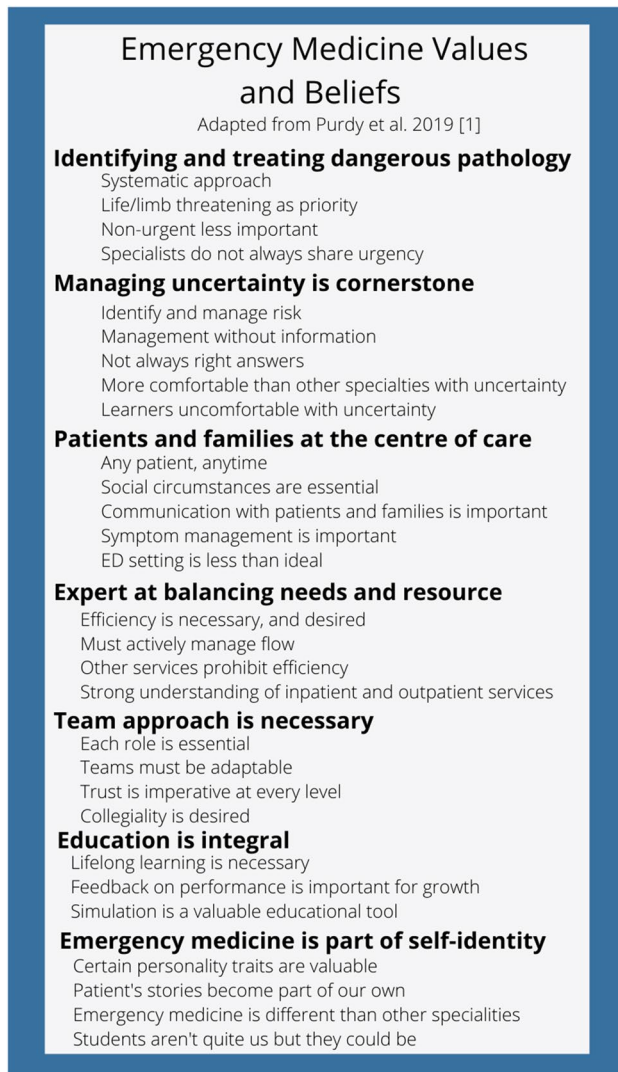 Emergency Medicine Values
and Beliefs
Adapted from Purdy et al. 2019 [1]
Identifying and treating dangerous pathology
Systematic approach
Life/limb threatening as priority
Non-urgent less important
Specialists do not always share urgency
Managing uncertainty is cornerstone
Identify and manage risk
Management without information
Not always right answers
More comfortable than other specialties with uncertainty
Learners uncomfortable with uncertainty
Patients and families at the centre of care
Any patient, anytime
Social circumstances are essential
Communication with patients and families is important
Symptom management is important
ED setting is less than ideal
Expert at balancing needs and resource
Efficiency is necessary, and desired
Must actively manage flow
Other services prohibit efficiency
Strong understanding of inpatient and outpatient services
Team approach is necessary
Each role is essential
Teams must be adaptable
Trust is imperative at every level
Collegiality is desired
Education is integral
Lifelong learning is necessary
Feedback on performance is important for growth
Simulation is a valuable educational tool
Emergency medicine is part of self-identity
Certain personality traits are valuable
Patient's stories become part of our own
Emergency medicine is different than other specialities
Students aren't quite us but they could be